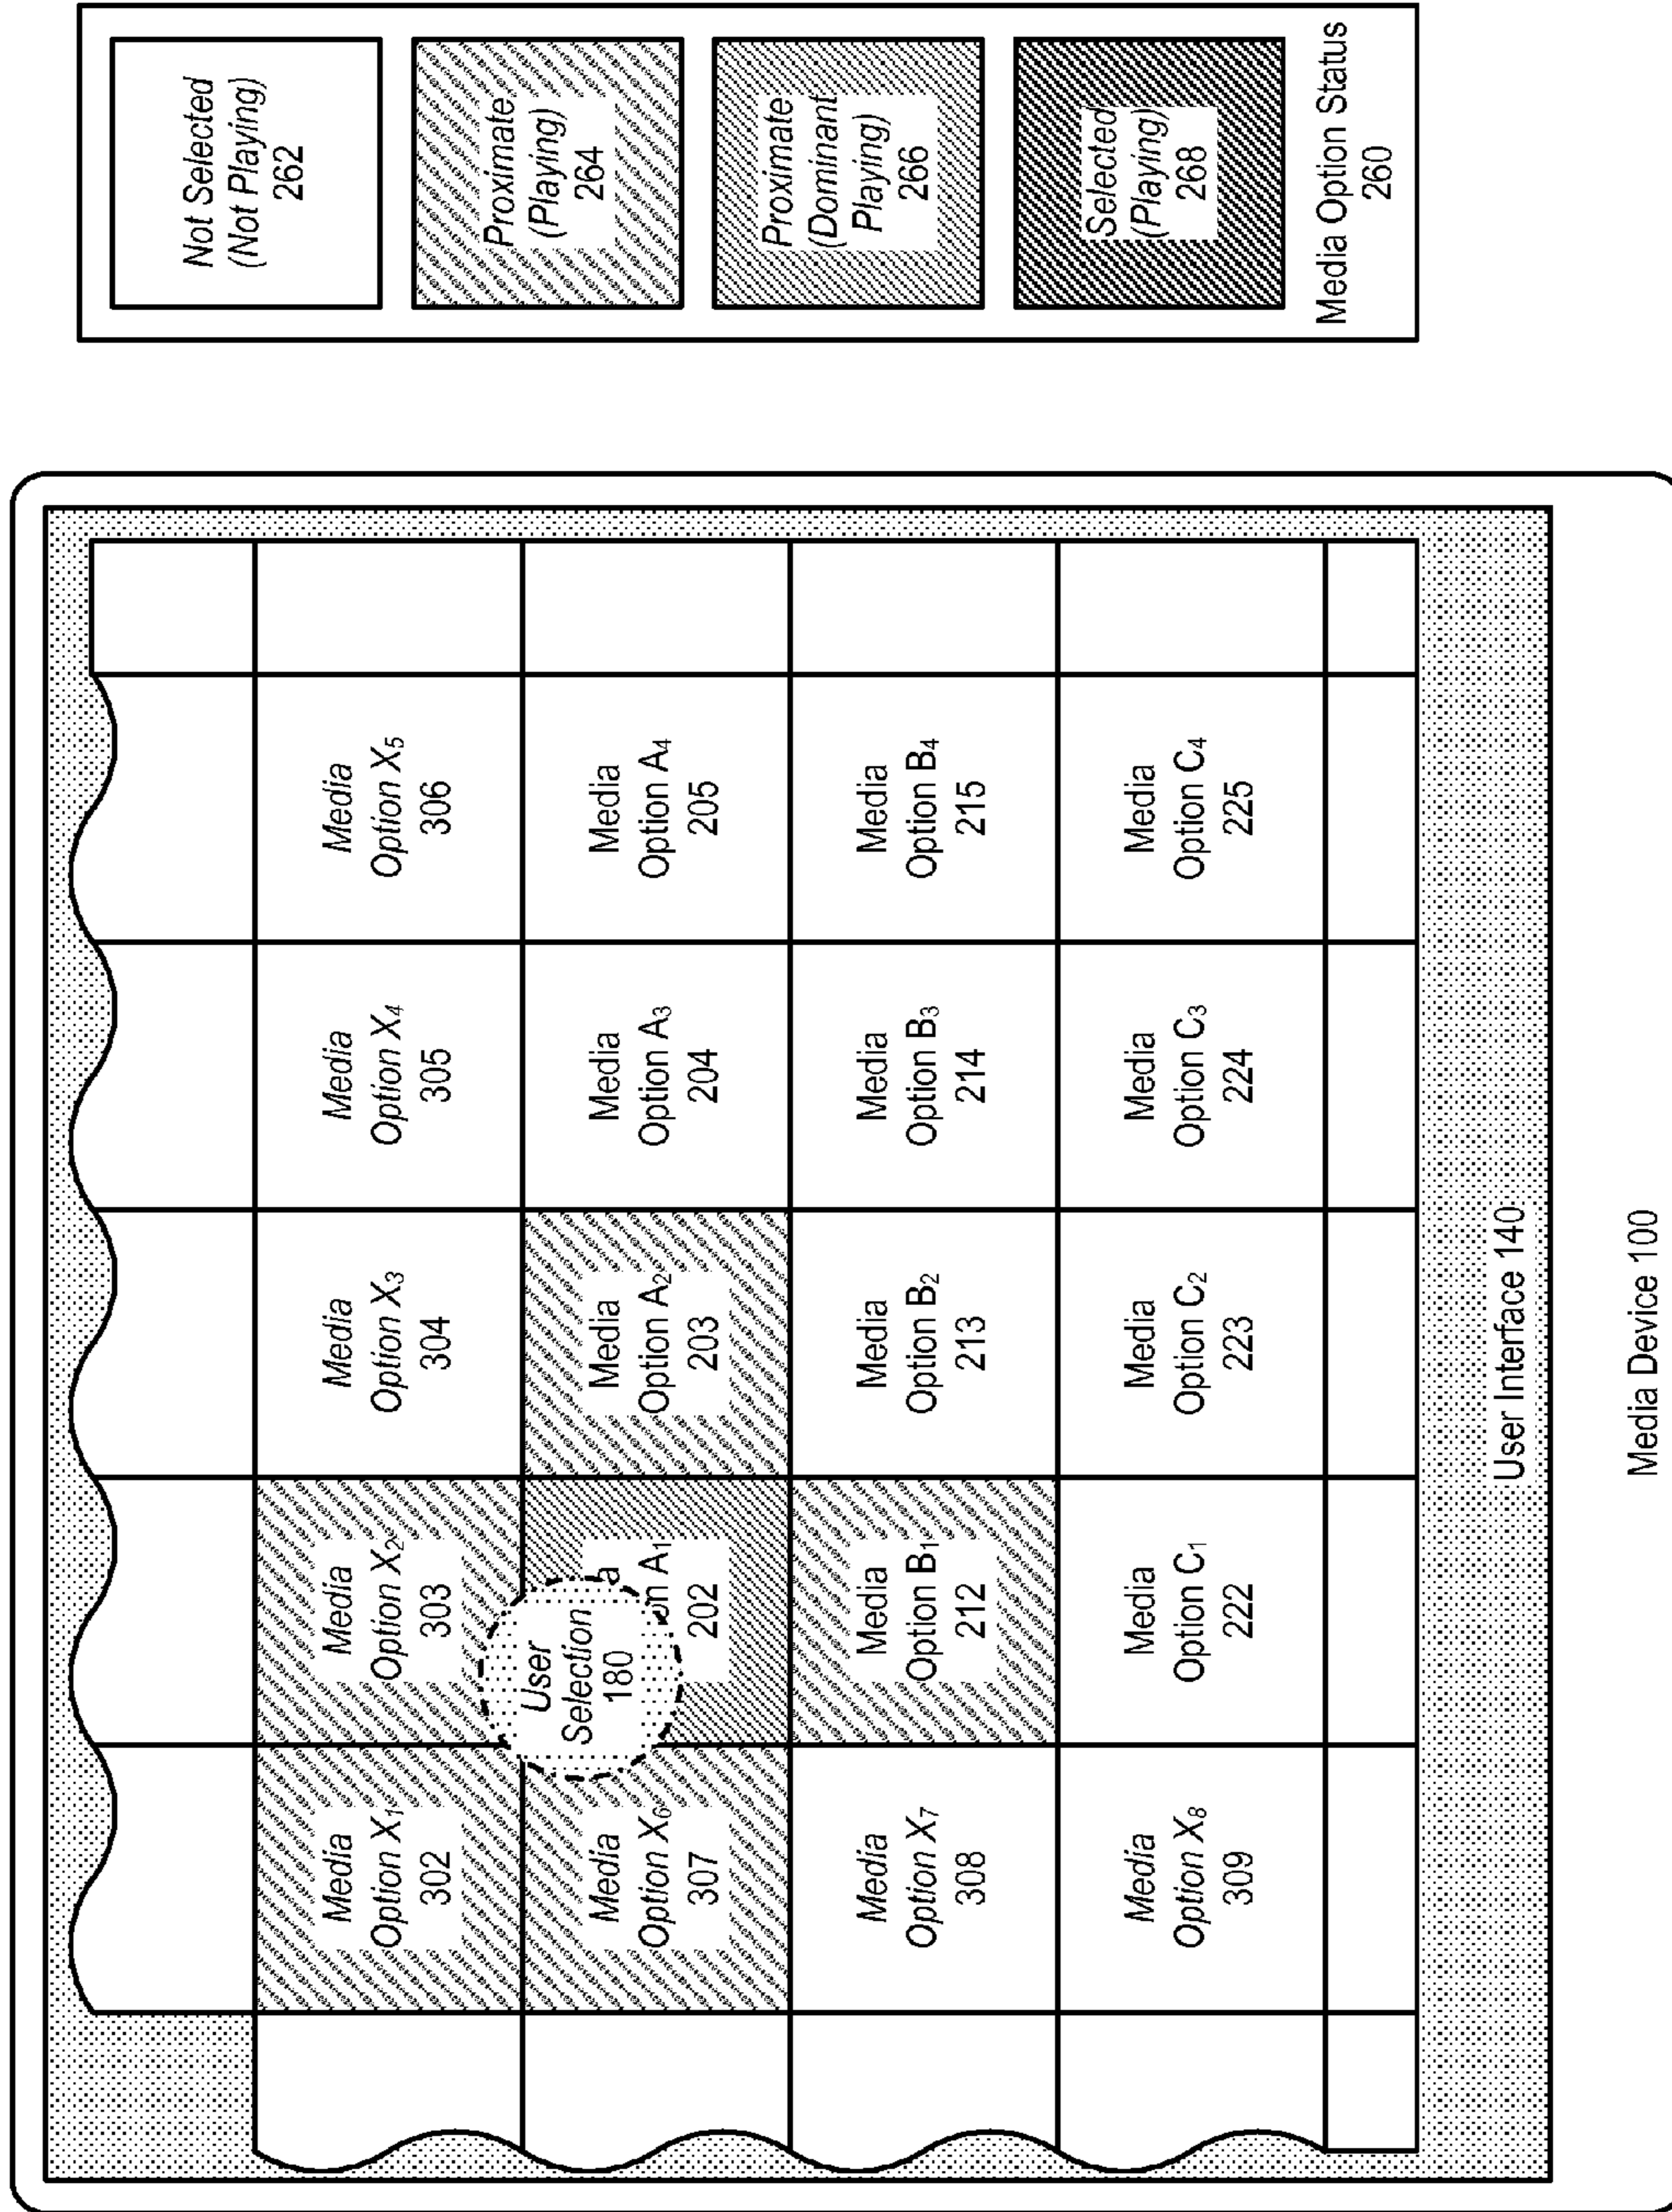 Media
Option X₁
302
Media
Option X₂
303
Media
Option X₃
304
Media
Option X₄
305
Media
Option X₅
306
Media
Option X₆
307
User
Selection
180
A₁
202
Media
Option A₂
203
Media
Option A₃
204
Media
Option A₄
205
Media
Option X₇
308
Media
Option B₁
212
Media
Option B₂
213
Media
Option B₃
214
Media
Option B₄
215
Media
Option X₈
309
Media
Option C₁
222
Media
Option C₂
223
Media
Option C₃
224
Media
Option C₄
225
User Interface 140
Media Device 100
Not Selected
(Not Playing)
262
Proximate
(Playing)
264
Proximate
(Dominant
Playing)
266
Selected
(Playing)
268
Media Option Status
260